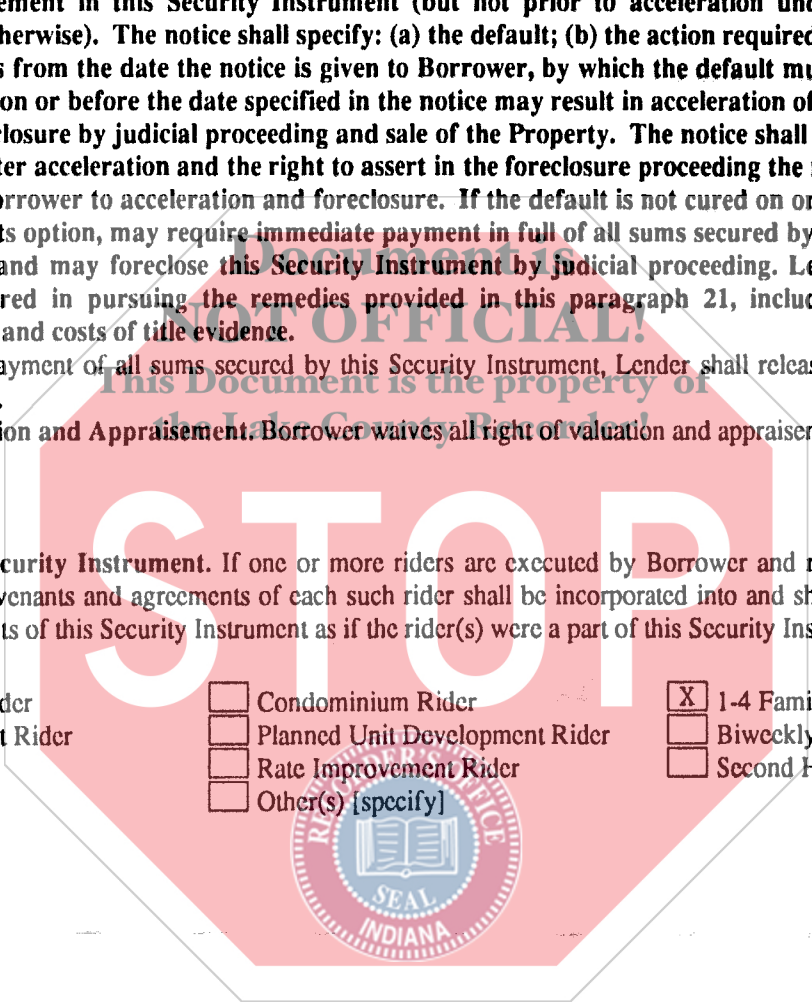 ement in this Security Instrument (but not prior to acceleration und
herwise). The notice shall specify: (a) the default; (b) the action required
s from the date the notice is given to Borrower, by which the default mu
on or before the date specified in the notice may result in acceleration of
closure by judicial proceeding and sale of the Property. The notice shall
ter acceleration and the right to assert in the foreclosure proceeding the
orrower to acceleration and foreclosure. If the default is not cured on or
ts option, may require immediate payment in full of all sums secured by
Document is
and may foreclose this Security Instrument by judicial proceeding. Le
red in pursuing the remedies provided in this paragraph 21, includ
NOT OFFICIAL!
and costs of title evidence.
ayment of all sums secured by this Security Instrument, Lender shall releas
This Document is the property of
the Lake County Recorder!
ion and Appraisement. Borrower waives all right of valuation and appraisem
STOP
curity Instrument. If one or more riders are executed by Borrower and r
venants and agreements of each such rider shall be incorporated into and sh
ts of this Security Instrument as if the rider(s) were a part of this Security Ins
der Condominium Rider X 1-4 Fami
t Rider Planned Unit Development Rider Biweekly
Rate Improvement Rider Second H
Other(s) [specify]
RECORDER'S OFFICE
SEAL
INDIANA